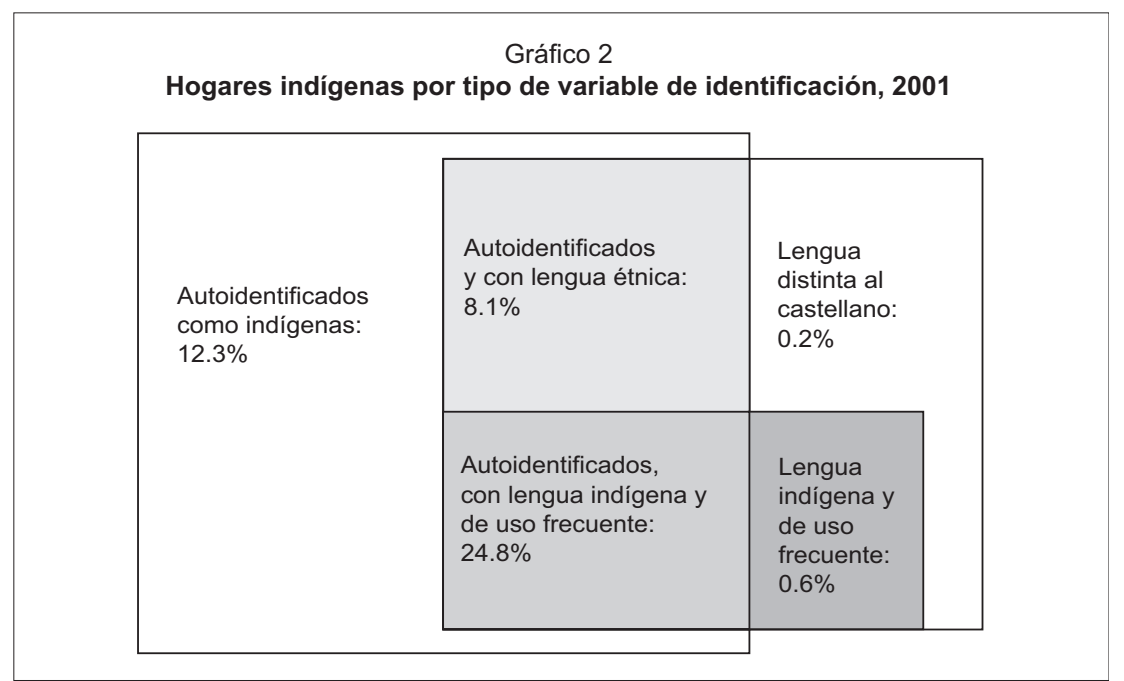 Gráfico 2
Hogares indígenas por tipo de variable de identificación, 2001
Autoidentificados
como indígenas:
12.3%
Autoidentificados
y con lengua étnica:
8.1%
Lengua
distinta al
castellano:
0.2%
Autoidentificados,
con lengua indígena y
de uso frecuente:
24.8%
Lengua
indígena y
de uso
frecuente:
0.6%